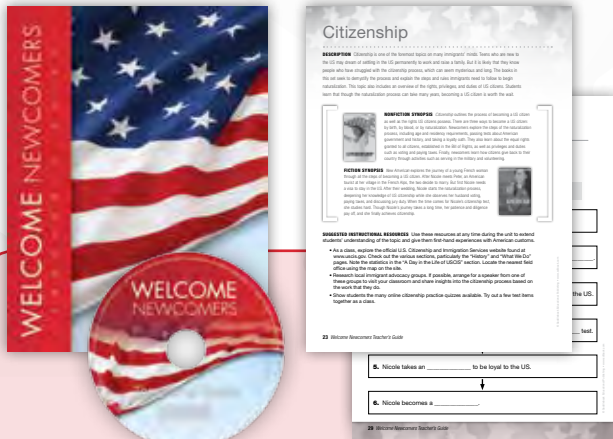 WELCOME NEWCOMERS
WELCOME
NEWCOMERS
Citizenship
DESCRIPTION Citizenship is one of the foremost topics on many immigrants' minds. Teens who are new to
the US may dream of settling in the US permanently to work and raise a family. But it is likely that they know
people who have struggled with the citizenship process, which can seem mysterious and long. The books in
this set seek to demystify the process and explain the steps and rules immigrants need to follow to begin
naturalization. This topic also includes an overview of the rights, privileges, and duties of US citizens. Students
learn that though the naturalization process can take many years, becoming a US citizen is worth the wait.
NONFICTION SYNOPSIS Citizenship outlines the process of becoming a US citizen
as well as the rights US citizens possess. There are three ways to become a US citizen:
by birth, by blood, or by naturalization. Newcomers explore the steps of the naturalization
process, including age and residency requirements, passing tests about American
government and history, and taking a loyalty oath. They also learn about the equal rights
granted to all citizens, established in the Bill of Rights, as well as privileges and duties
such as voting and paying taxes. Finally, newcomers learn how citizens give back to their
country through activities such as serving in the military and volunteering.
FICTION SYNOPSIS New American explores the journey of a young French woman
through all the steps of becoming a US citizen. After Nicole meets Peter, an American
tourist at her village in the French Alps, the two decide to marry. But first Nicole needs
a visa to stay in the US. After their wedding, Nicole starts the naturalization process,
deepening her knowledge of US citizenship while she observes her husband voting,
paying taxes, and discussing jury duty. When the time comes for Nicole's citizenship test
she studies hard. Though Nicole's journey takes a long time, her patience and diligence
pay off, and she finally achieves citizenship.
SUGGESTED INSTRUCTIONAL RESOURCES Use these resources at any time during the unit to extend
students' understanding of the topic and give them first-hand experiences with American customs.
• As a class, explore the official U.S. Citizenship and Immigration Services website found at
www.uscis.gov. Check out the various sections, particularly the "History" and "What We Do"
pages. Note the statistics in the "A Day in the Life of USCIS" section. Locate the nearest field
office using the map on the site.
• Research local immigrant advocacy groups. If possible, arrange for a speaker from one of
these groups to visit your classroom and share insights into the citizenship process based on
the work that they do.
• Show students the many online citizenship practice quizzes available. Try out a few test items
together as a class.
23 Welcome Newcomers Teacher's Guide
the US.
test.
5. Nicole takes an ____________ to be loyal to the US.
6. Nicole becomes a ____________.
28 Welcome Newcomers Teacher's Guide